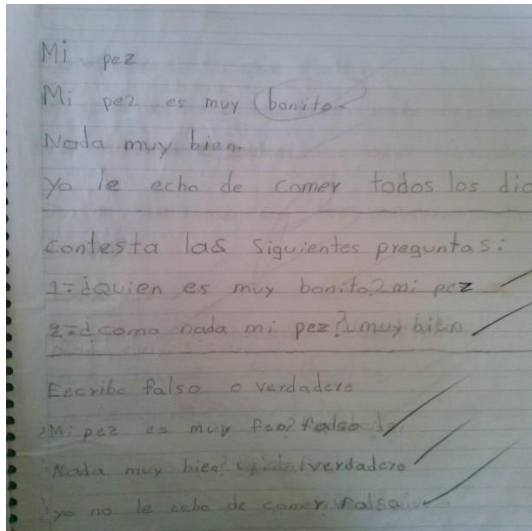 Mi pez
Mi pez es muy bonito.
Nada muy bien.
Yo le echo de comer todos los dia
contesta las siguientes preguntas:
1=¿Quien es muy bonito? mi pez
2=¿como nada mi pez? muy bien
Escribe falso o verdadero
¿Mi pez es muy feo? falso
¿Nada muy bien? verdadero
¿yo no le echo de comer. Falso